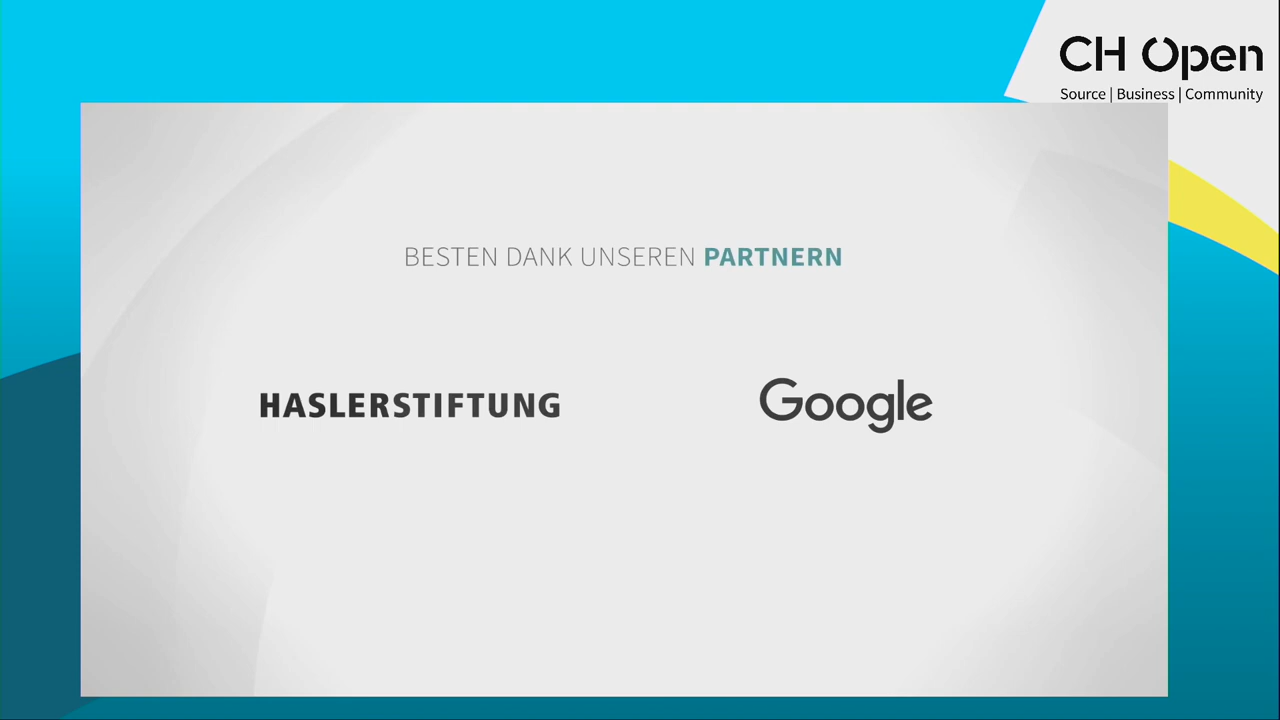 CH Open
Source | Business | Community
BESTEN DANK UNSEREN PARTNERN
HASLERSTIFTUNG
Google